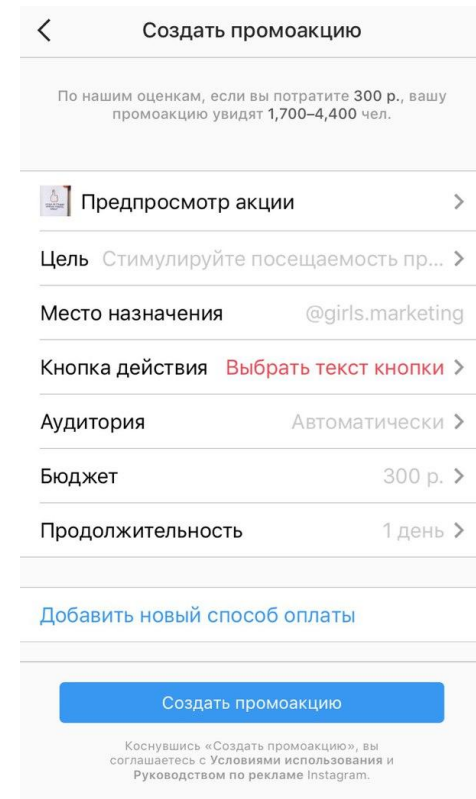 Создать промоакцию
По нашим оценкам, если вы потратите 300 р., вашу
промоакцию увидят 1,700–4,400 чел.
Предпросмотр акции
Цель Стимулируйте посещаемость пр...
Место назначения @girls.marketing
Кнопка действия Выбрать текст кнопки
Аудитория Автоматически
Бюджет 300 р.
Продолжительность 1 день
Добавить новый способ оплаты
Создать промоакцию
Коснувшись «Создать промоакцию», вы
соглашаетесь с Условиями использования и
Руководством по рекламе Instagram.